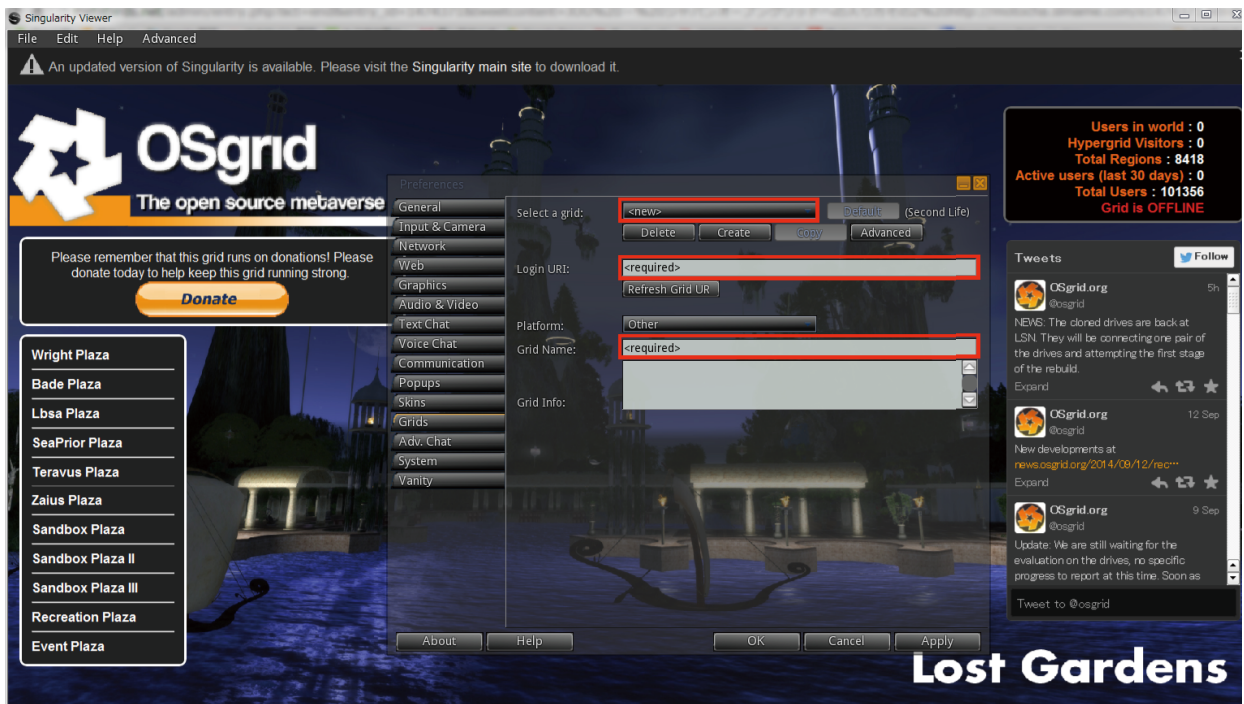 Singularity Viewer
File Edit Help Advanced
An updated version of Singularity is available. Please visit the Singularity main site to download it.
OSgrid
The open source metaverse
Please remember that this grid runs on donations! Please
donate today to help keep this grid running strong.
Donate
Wright Plaza
Bade Plaza
Lbsa Plaza
SeaPrior Plaza
Teravus Plaza
Zaius Plaza
Sandbox Plaza
Sandbox Plaza II
Sandbox Plaza III
Recreation Plaza
Event Plaza
Preferences
General
Input & Camera
Network
Web
Graphics
Audio & Video
Text Chat
Voice Chat
Communication
Popups
Skins
Grids
Adv. Chat
System
Vanity
Select a grid: <new> Default (Second Life)
Delete Create Copy Advanced
Login URI: <required>
Refresh Grid UR
Platform: Other
Grid Name: <required>
Grid Info:
About Help OK Cancel Apply
Users in world : 0
Hypergrid Visitors : 0
Total Regions : 8418
Active users (last 30 days) : 0
Total Users : 101356
Grid is OFFLINE
Tweets Follow
OSgrid.org 5h
@osgrid
NEWS: The cloned drives are back at
LSN. They will be connecting one pair of
the drives and attempting the first stage
of the rebuild.
Expand
OSgrid.org 12 Sep
@osgrid
New developments at
news.osgrid.org/2014/09/12/rec…
Expand
OSgrid.org 9 Sep
@osgrid
Update: We are still waiting for the
evaluation on the drives, no specific
progress to report at this time. Soon as
Tweet to @osgrid
Lost Gardens